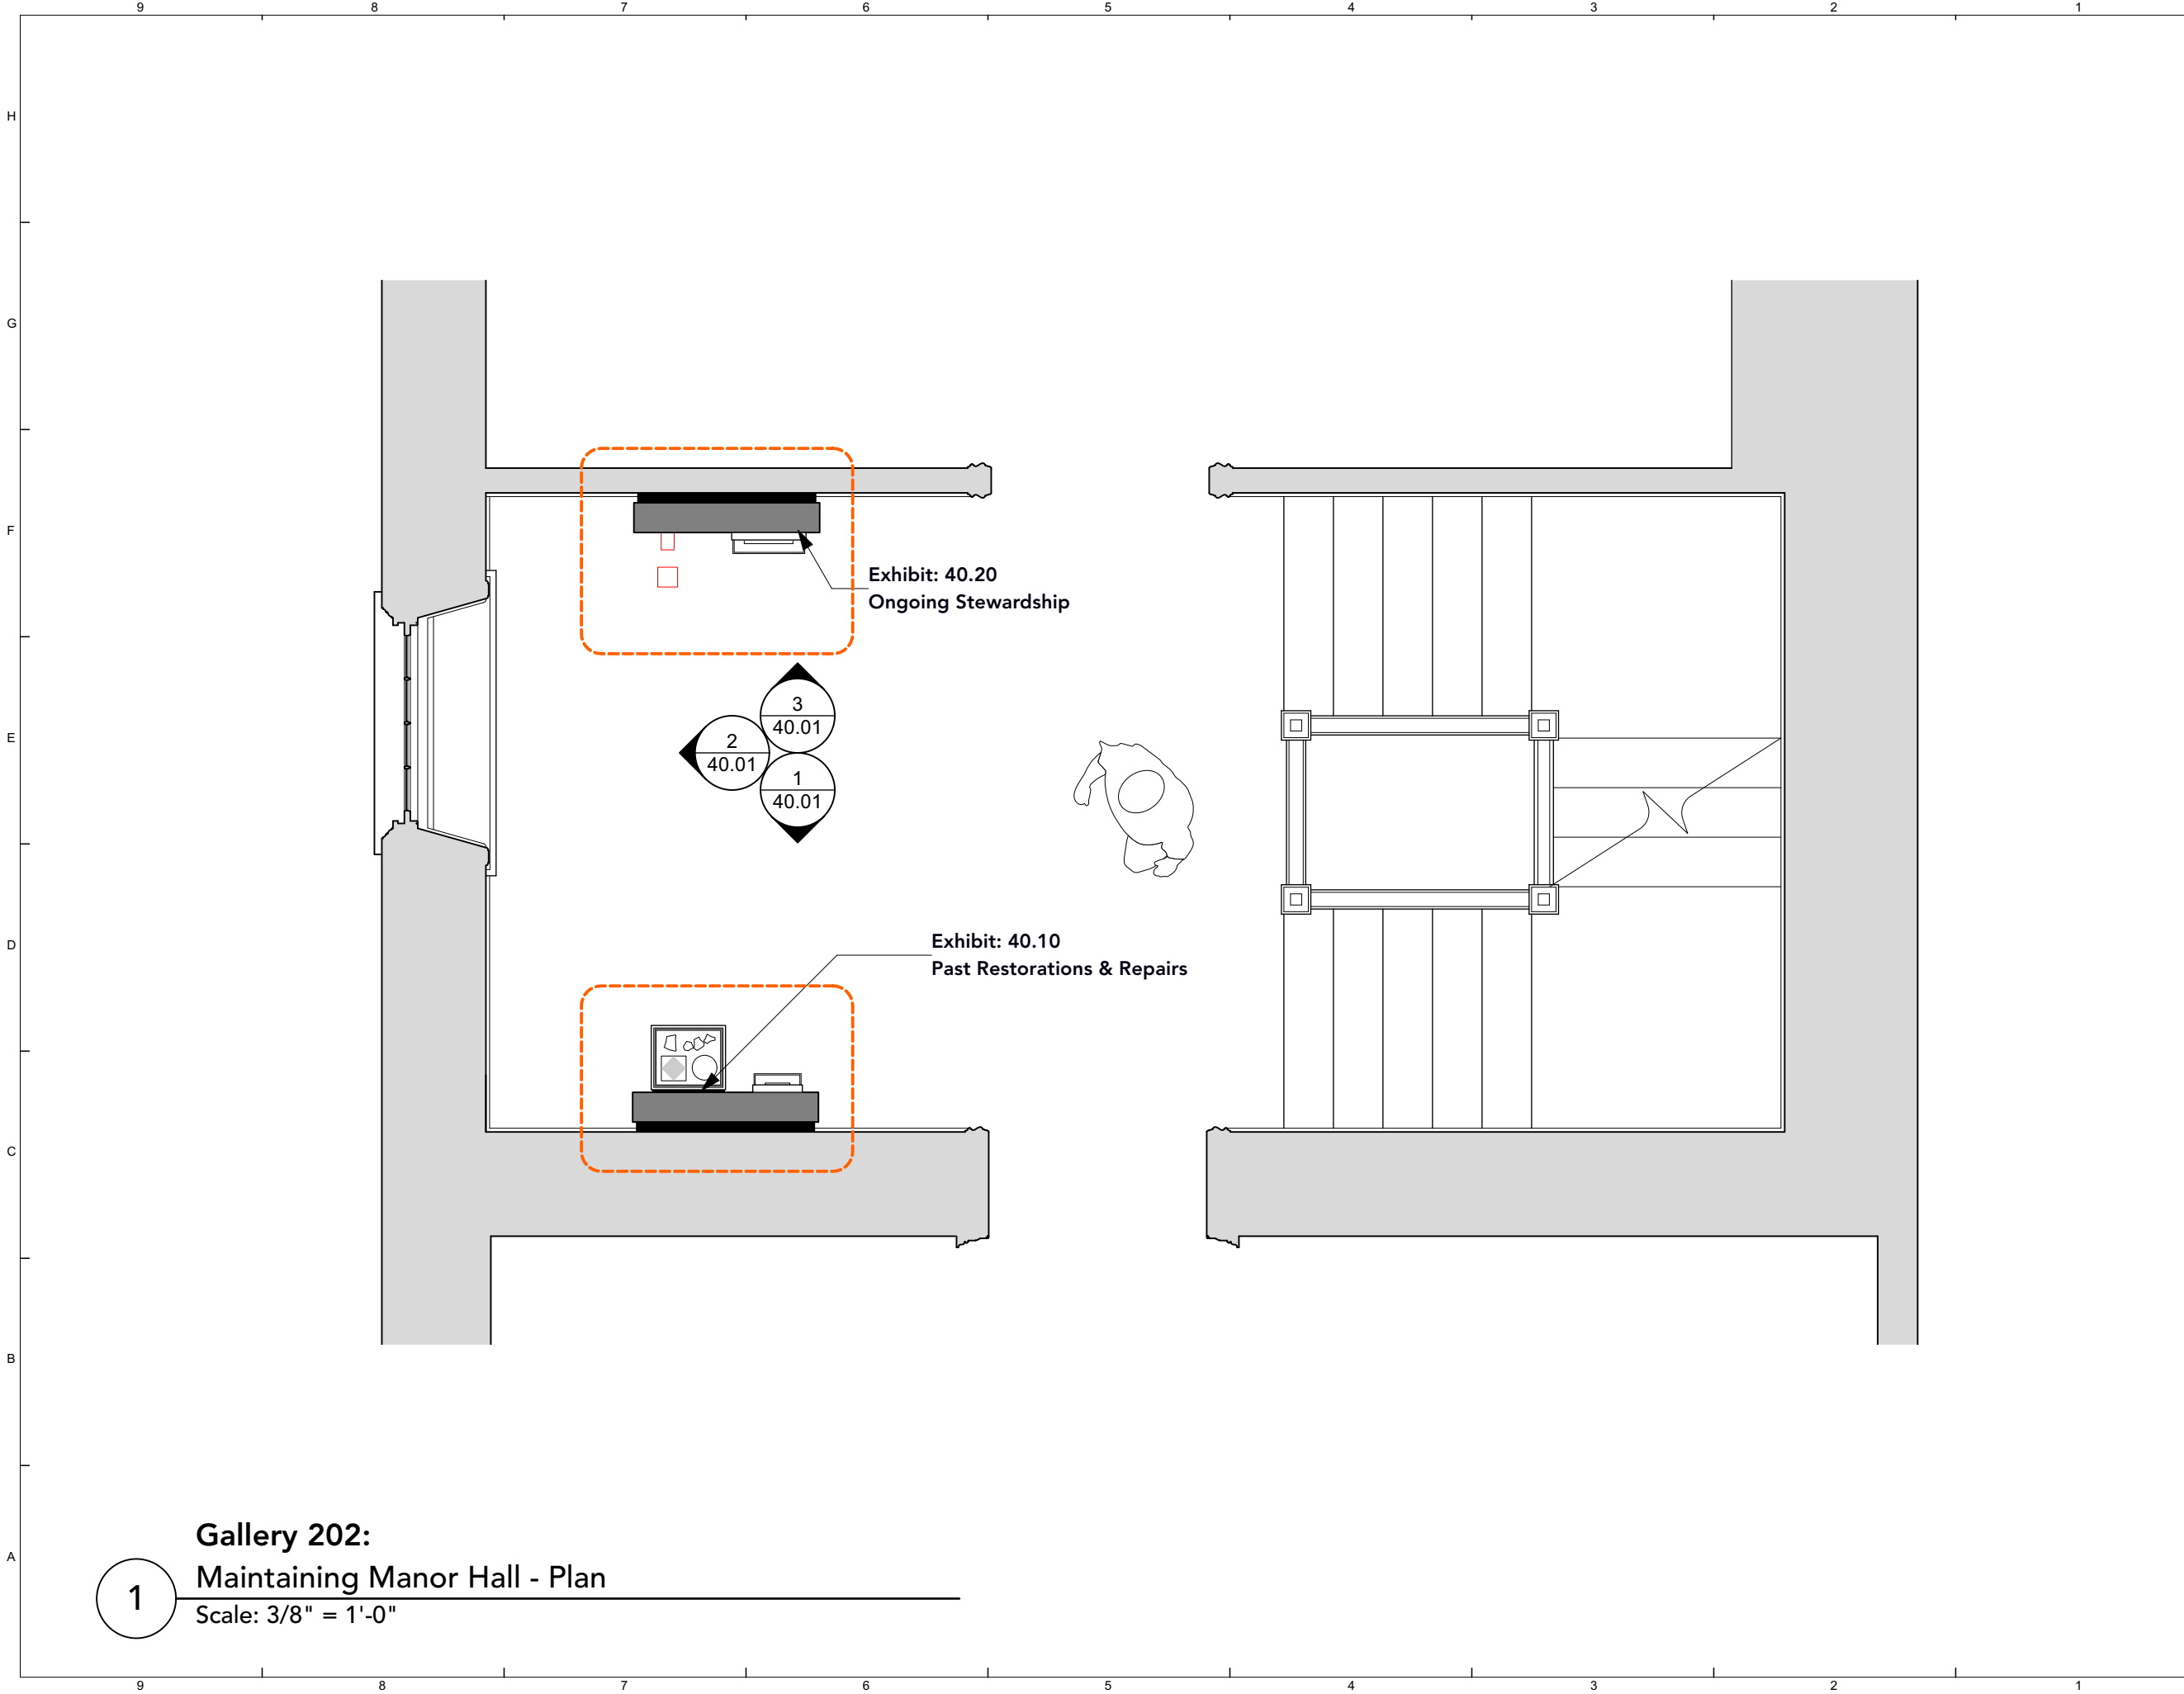 9 8 7 6 5 4 3 2 1
H
G
F
Exhibit: 40.20
Ongoing Stewardship
3
40.01
2
40.01
E
1
40.01
D
Exhibit: 40.10
Past Restorations & Repairs
C
B
A
Gallery 202:
Maintaining Manor Hall - Plan
1
Scale: 3/8" = 1'-0"
9 8 7 6 5 4 3 2 1